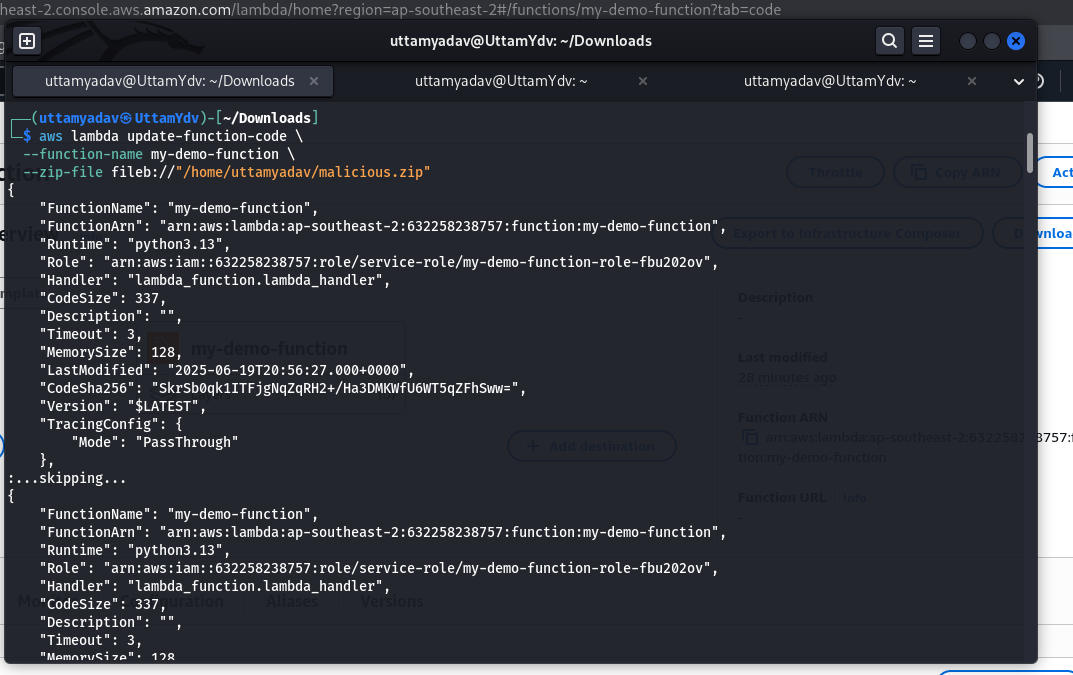 heast-2.console.aws.amazon.com/lambda/home?region=ap-southeast-2#/functions/my-demo-function?tab=code
uttamyadav@UttamYdv: ~/Downloads
uttamyadav@UttamYdv: ~/Downloads × uttamyadav@UttamYdv: ~ × uttamyadav@UttamYdv: ~ ×
┌──(uttamyadav㉿UttamYdv)-[~/Downloads]
└─$ aws lambda update-function-code \
--function-name my-demo-function \
--zip-file fileb://"/home/uttamyadav/malicious.zip"
{
"FunctionName": "my-demo-function",
"FunctionArn": "arn:aws:lambda:ap-southeast-2:632258238757:function:my-demo-function",
"Runtime": "python3.13",
"Role": "arn:aws:iam::632258238757:role/service-role/my-demo-function-role-fbu202ov",
"Handler": "lambda_function.lambda_handler",
"CodeSize": 337,
"Description": "",
"Timeout": 3,
"MemorySize": 128,
"LastModified": "2025-06-19T20:56:27.000+0000",
"CodeSha256": "SkrSb0qk1ITFjgNqZqRH2+/Ha3DMKWfU6WT5qZFhSww=",
"Version": "$LATEST",
"TracingConfig": {
"Mode": "PassThrough"
},
:...skipping...
{
"FunctionName": "my-demo-function",
"FunctionArn": "arn:aws:lambda:ap-southeast-2:632258238757:function:my-demo-function",
"Runtime": "python3.13",
"Role": "arn:aws:iam::632258238757:role/service-role/my-demo-function-role-fbu202ov",
"Handler": "lambda_function.lambda_handler",
"CodeSize": 337,
"Description": "",
"Timeout": 3,
"MemorySize": 128
Throttle
Copy ARN
Act
Export to Infrastructure Composer
Downloa
my-demo-function
Add destination
Description
-
Last modified
28 minutes ago
Function ARN
arn:aws:lambda:ap-southeast-2:632258238757:f
tion:my-demo-function
Function URL Info
-
Configuration
Aliases
Versions